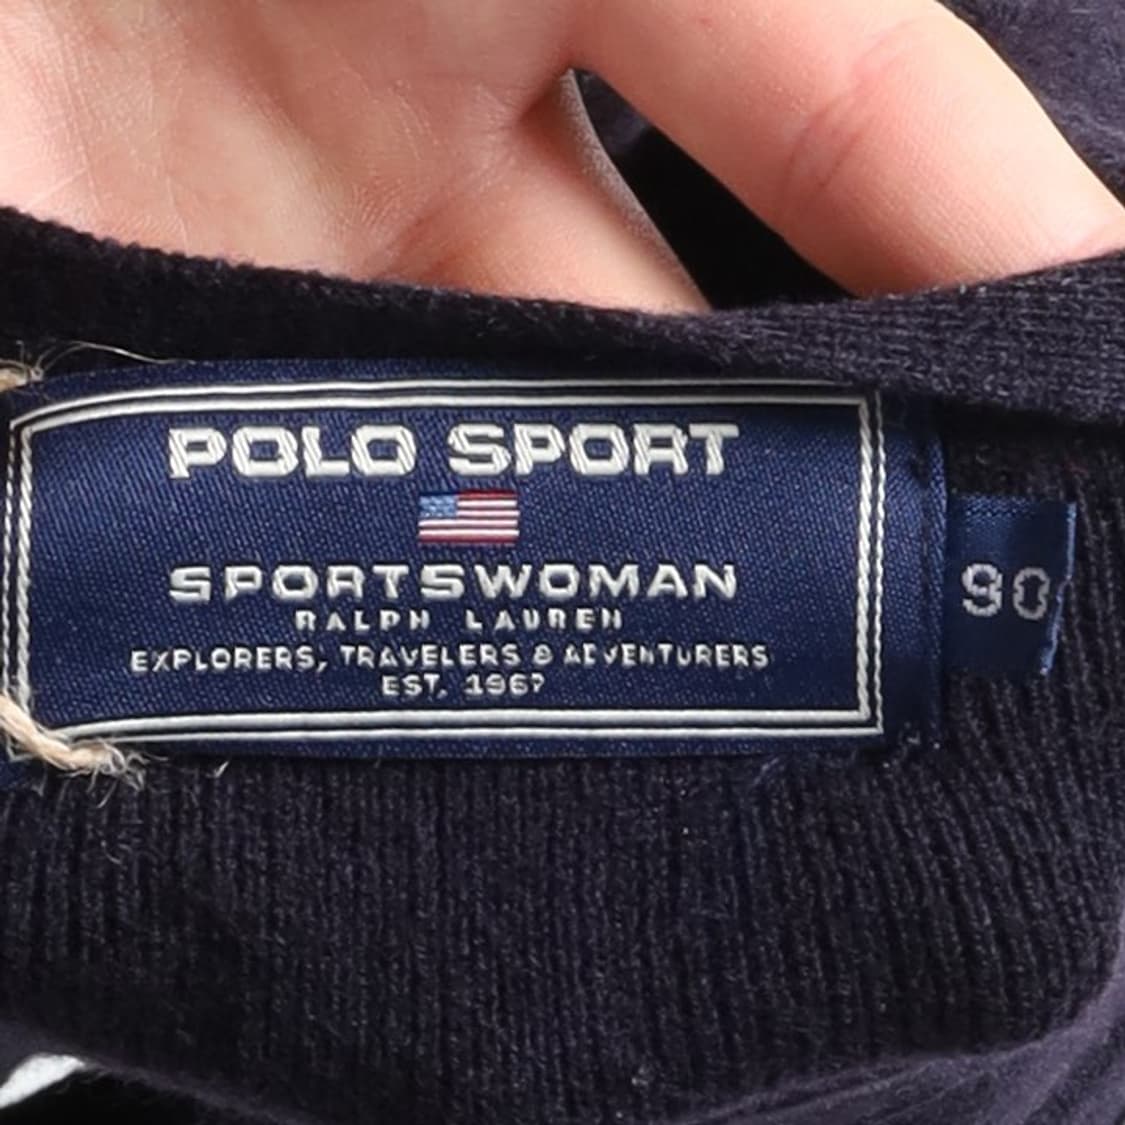 POLO SPORT
SPORTSWOMAN
RALPH LAUREN
EXPLORERS, TRAVELERS & ADVENTURERS
EST. 1967
90